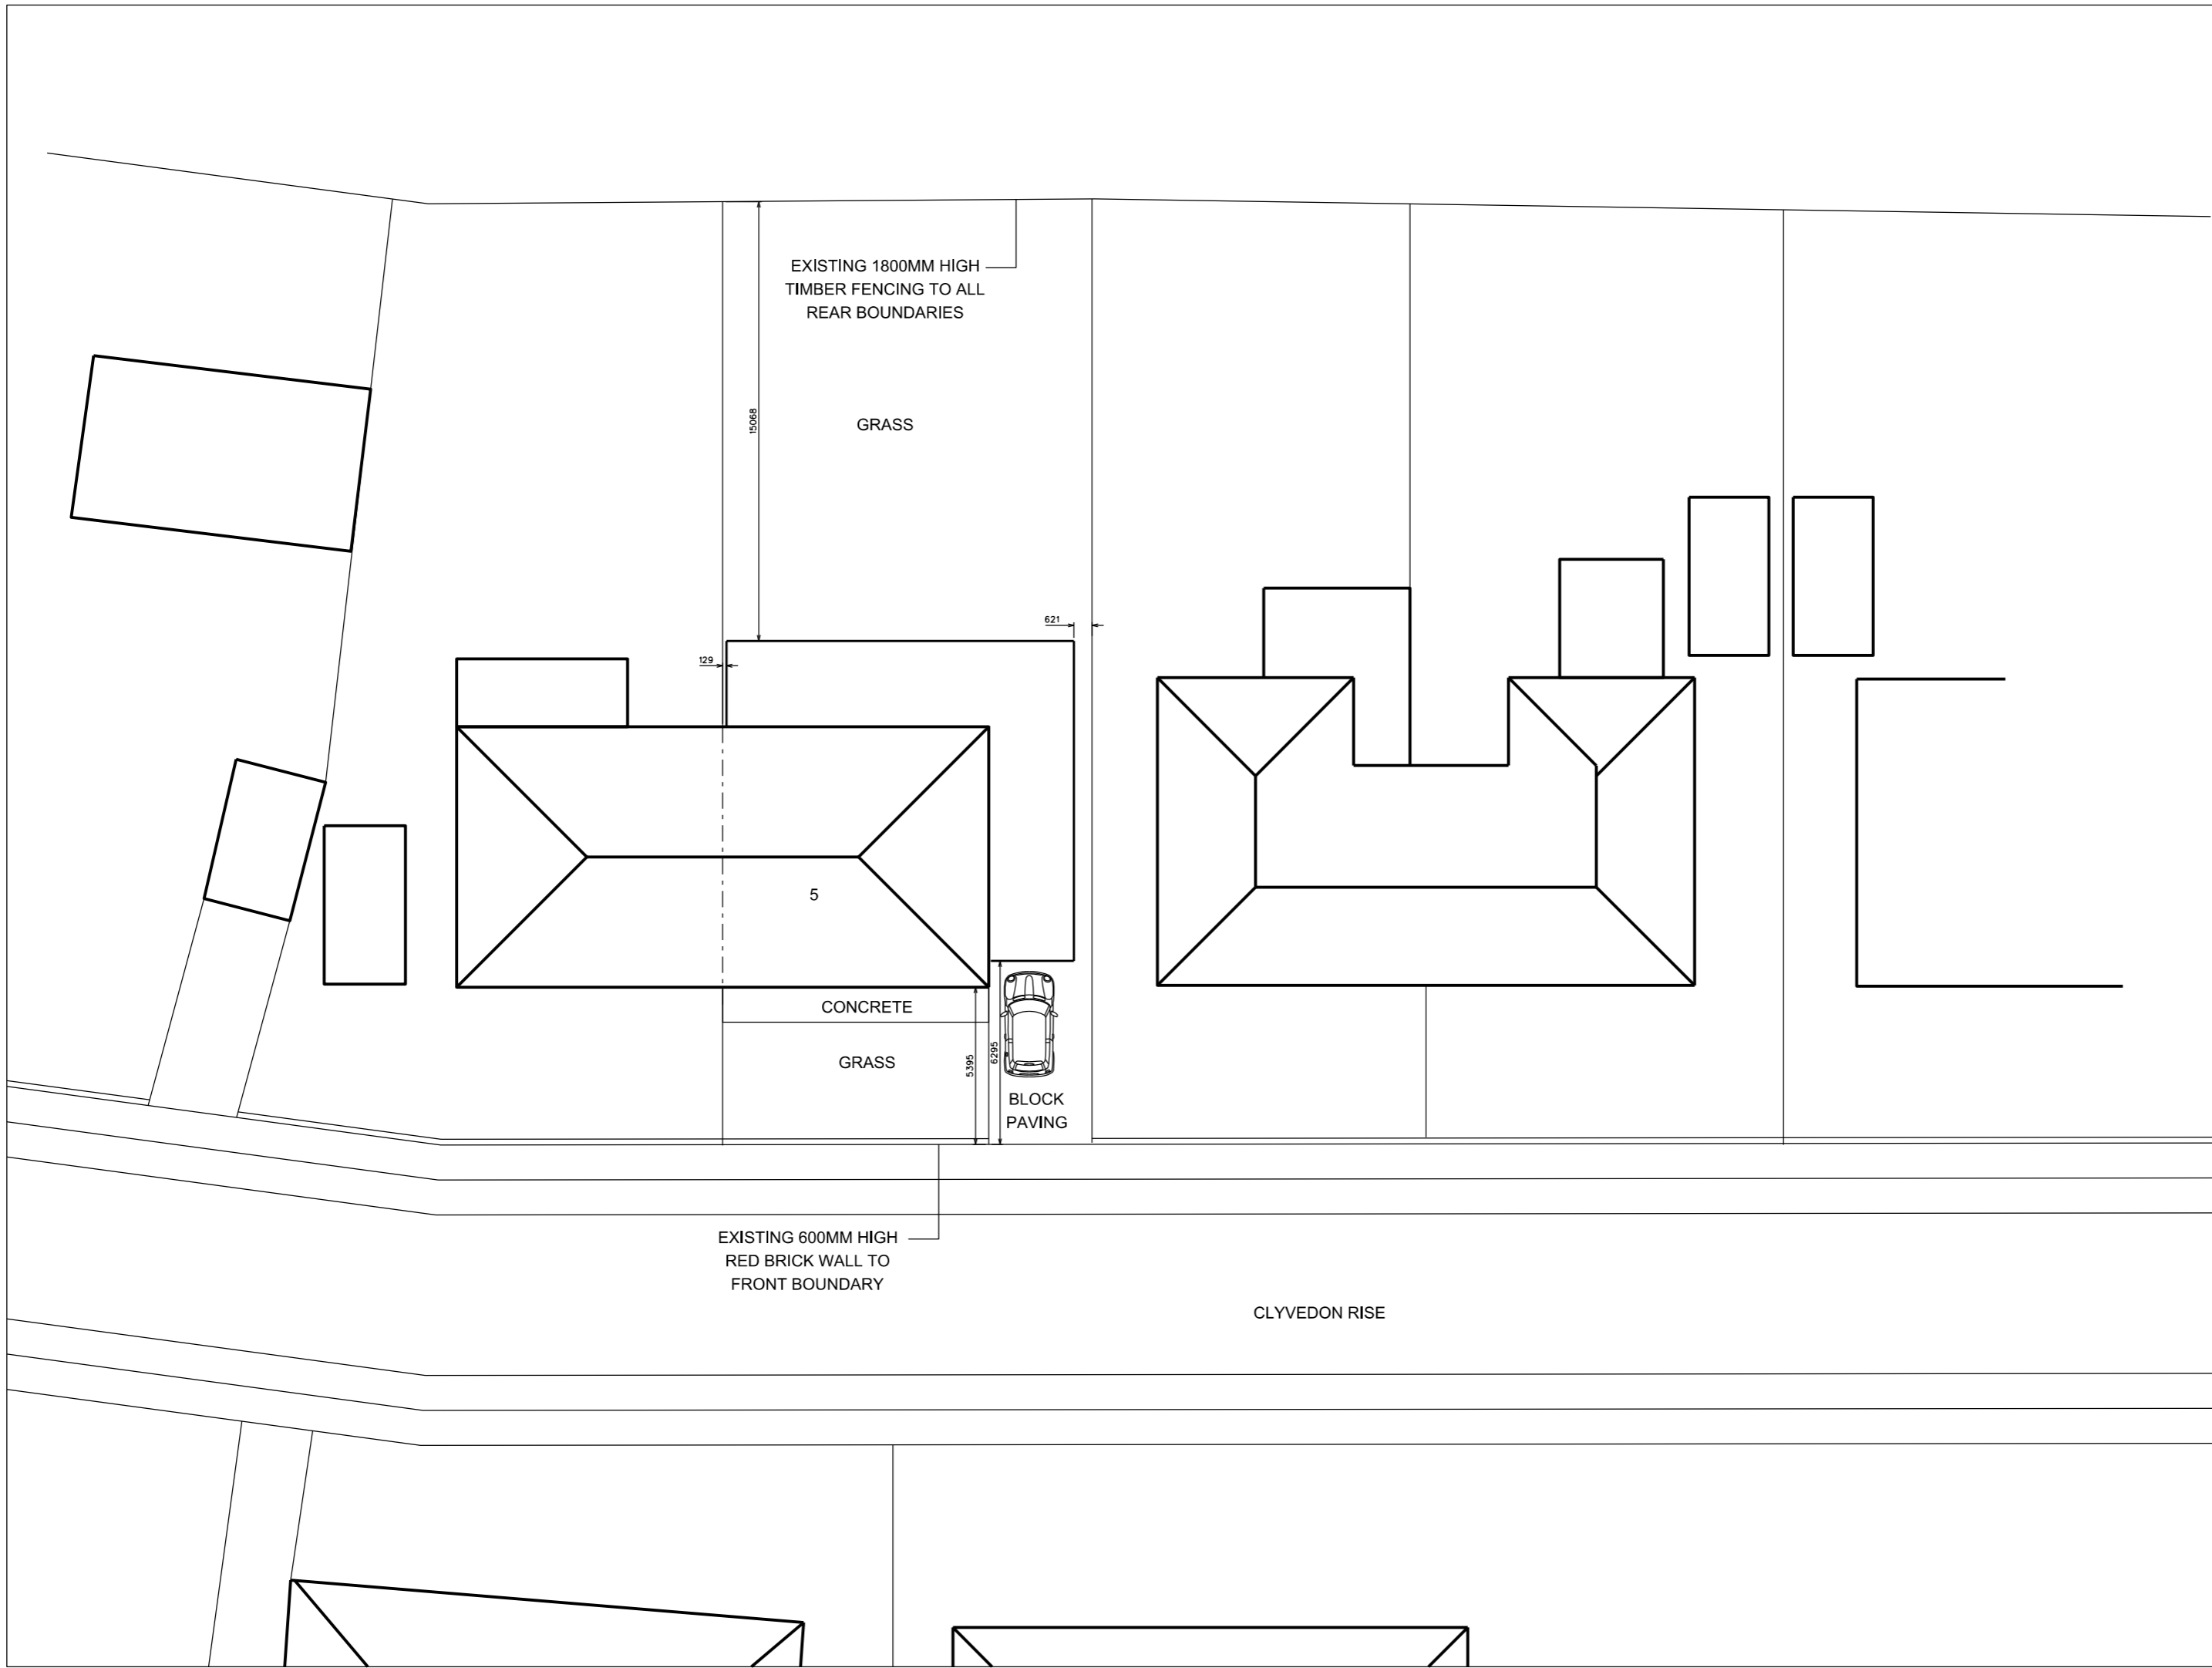 EXISTING 1800MM HIGH
TIMBER FENCING TO ALL
REAR BOUNDARIES
15068
GRASS
621
129
5
CONCRETE
GRASS
5395
6295
BLOCK
PAVING
EXISTING 600MM HIGH
RED BRICK WALL TO
FRONT BOUNDARY
CLYVEDON RISE